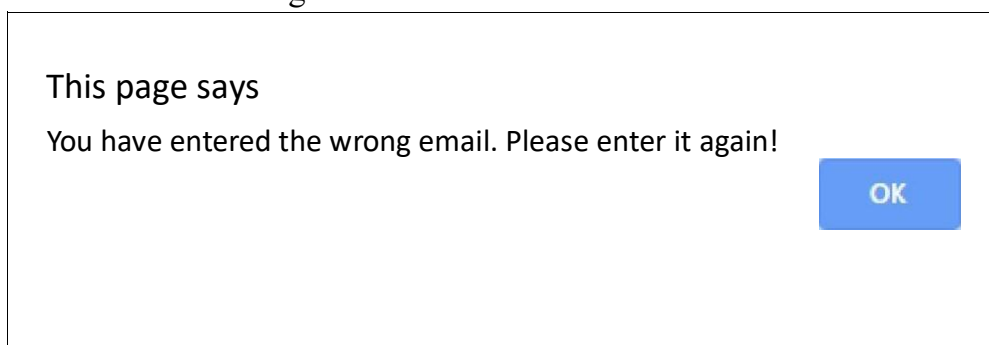 This page says
You have entered the wrong email. Please enter it again!
OK